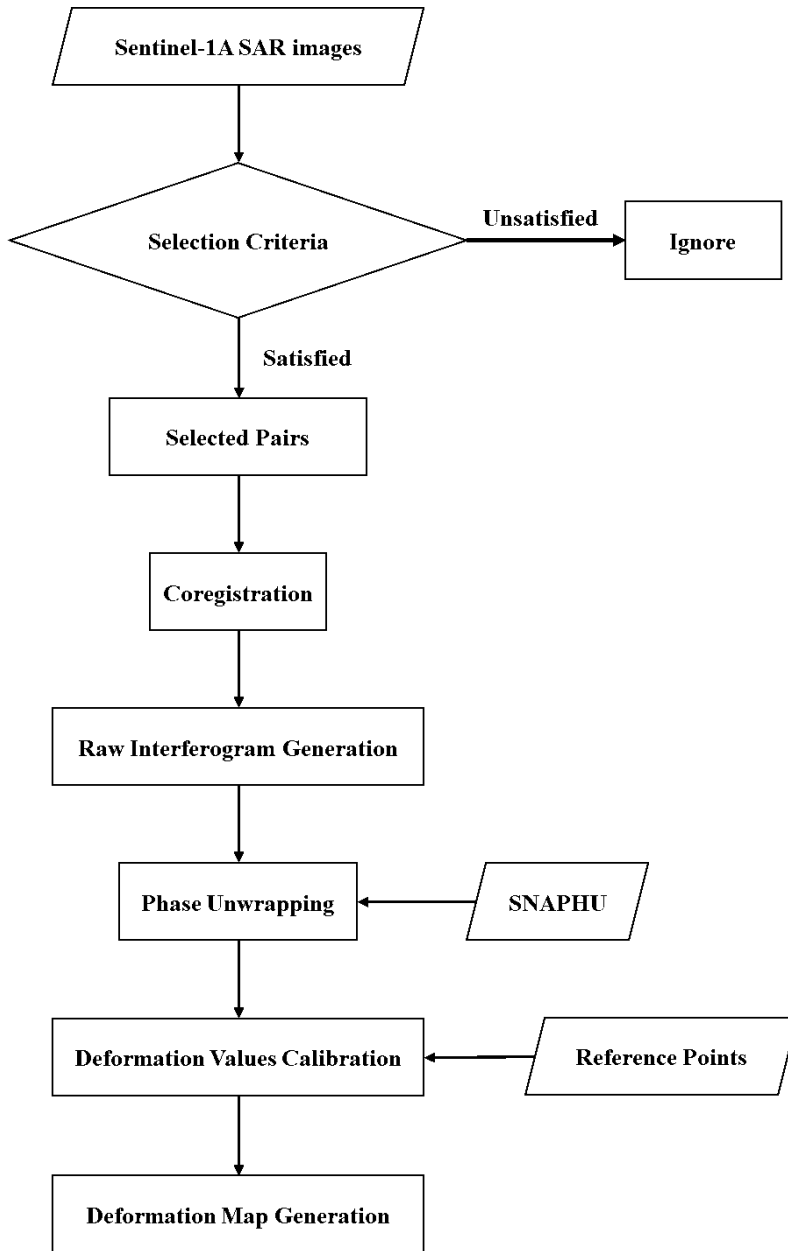 Sentinel-1A SAR images
Selection Criteria
Unsatisfied
Ignore
Satisfied
Selected Pairs
Coregistration
Raw Interferogram Generation
Phase Unwrapping
SNAPHU
Deformation Values Calibration
Reference Points
Deformation Map Generation